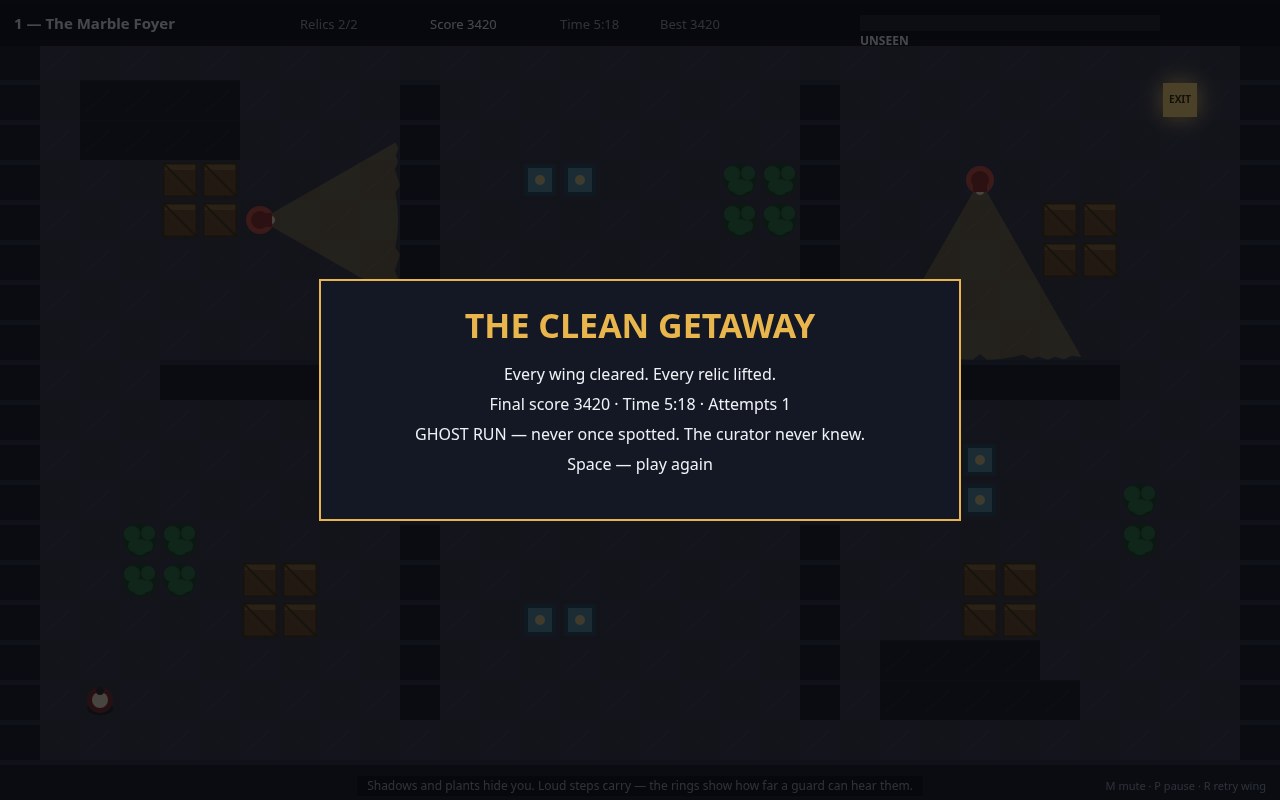 1 — The Marble Foyer
Relics 2/2
Score 3420
Time 5:18
Best 3420
UNSEEN
EXIT
THE CLEAN GETAWAY
Every wing cleared. Every relic lifted.
Final score 3420 · Time 5:18 · Attempts 1
GHOST RUN — never once spotted. The curator never knew.
Space — play again
Shadows and plants hide you. Loud steps carry — the rings show how far a guard can hear them.
M mute · P pause · R retry wing